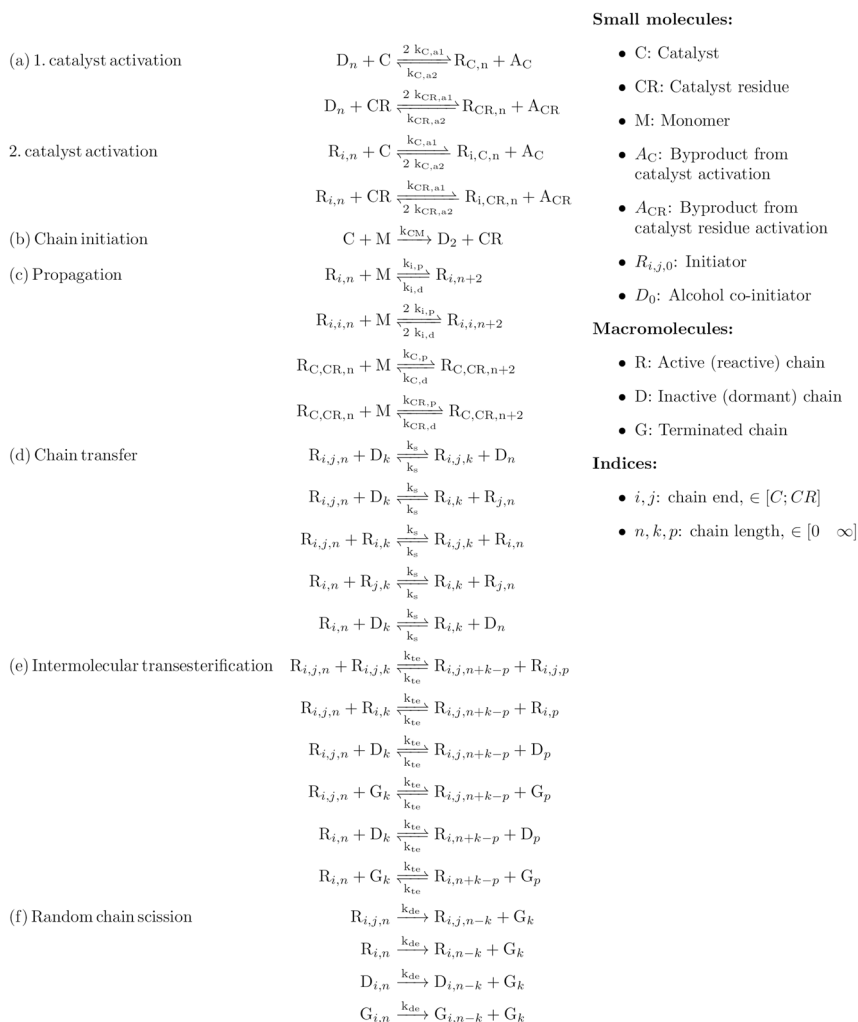 (a) 1. catalyst activation Dₙ + C ⇌ R_C,n + A_C (2 k_C,a1 / k_C,a2)
Dₙ + CR ⇌ R_CR,n + A_CR (2 k_CR,a1 / k_CR,a2)
2. catalyst activation R_i,n + C ⇌ R_i,C,n + A_C (k_C,a1 / 2 k_C,a2)
R_i,n + CR ⇌ R_i,CR,n + A_CR (k_CR,a1 / 2 k_CR,a2)
(b) Chain initiation C + M → D₂ + CR (k_CM)
(c) Propagation R_i,n + M ⇌ R_i,n+2 (k_i,p / k_i,d)
R_i,i,n + M ⇌ R_i,i,n+2 (2 k_i,p / 2 k_i,d)
R_C,CR,n + M ⇌ R_C,CR,n+2 (k_C,p / k_C,d)
R_C,CR,n + M ⇌ R_C,CR,n+2 (k_CR,p / k_CR,d)
(d) Chain transfer R_i,j,n + D_k ⇌ R_i,j,k + D_n (k_s / k_s)
R_i,j,n + D_k ⇌ R_i,k + R_j,n (k_s / k_s)
R_i,j,n + R_i,k ⇌ R_i,j,k + R_i,n (k_s / k_s)
R_i,n + R_j,k ⇌ R_i,k + R_j,n (k_s / k_s)
R_i,n + D_k ⇌ R_i,k + D_n (k_s / k_s)
(e) Intermolecular transesterification R_i,j,n + R_i,j,k ⇌ R_i,j,n+k−p + R_i,j,p (k_te / k_te)
R_i,j,n + R_i,k ⇌ R_i,j,n+k−p + R_i,p (k_te / k_te)
R_i,j,n + D_k ⇌ R_i,j,n+k−p + D_p (k_te / k_te)
R_i,j,n + G_k ⇌ R_i,j,n+k−p + G_p (k_te / k_te)
R_i,n + D_k ⇌ R_i,n+k−p + D_p (k_te / k_te)
R_i,n + G_k ⇌ R_i,n+k−p + G_p (k_te / k_te)
(f) Random chain scission R_i,j,n → R_i,j,n−k + G_k (k_de)
R_i,n → R_i,n−k + G_k (k_de)
D_i,n → D_i,n−k + G_k (k_de)
G_i,n → G_i,n−k + G_k (k_de)
Small molecules:
• C: Catalyst
• CR: Catalyst residue
• M: Monomer
• A_C: Byproduct from
catalyst activation
• A_CR: Byproduct from
catalyst residue activation
• R_i,j,0: Initiator
• D₀: Alcohol co-initiator
Macromolecules:
• R: Active (reactive) chain
• D: Inactive (dormant) chain
• G: Terminated chain
Indices:
• i, j: chain end, ∈ [C; CR]
• n, k, p: chain length, ∈ [0 ∞]